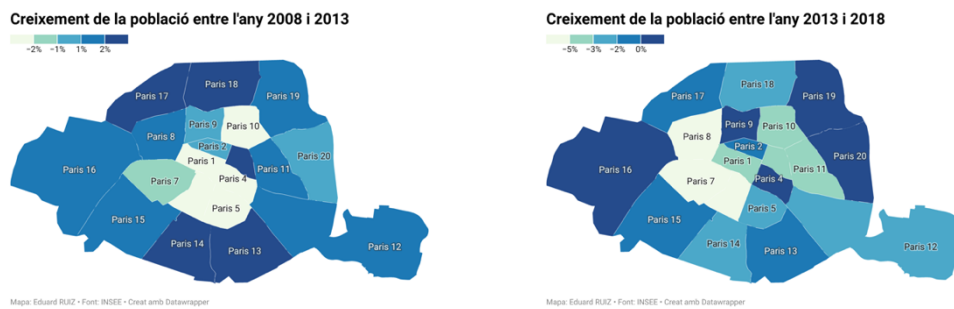 Creixement de la població entre l'any 2008 i 2013
−2% −1% 1% 2%
Paris 18
Paris 17
Paris 19
Paris 9
Paris 10
Paris 8
Paris 2
Paris 20
Paris 1
Paris 16
Paris 11
Paris 4
Paris 7
Paris 5
Paris 15
Paris 14
Paris 13
Paris 12
Mapa: Eduard RUIZ • Font: INSEE • Creat amb Datawrapper
Creixement de la població entre l'any 2013 i 2018
−5% −3% −2% 0%
Paris 18
Paris 17
Paris 19
Paris 9
Paris 10
Paris 8
Paris 2
Paris 20
Paris 1
Paris 16
Paris 11
Paris 4
Paris 7
Paris 5
Paris 15
Paris 14
Paris 13
Paris 12
Mapa: Eduard RUIZ • Font: INSEE • Creat amb Datawrapper